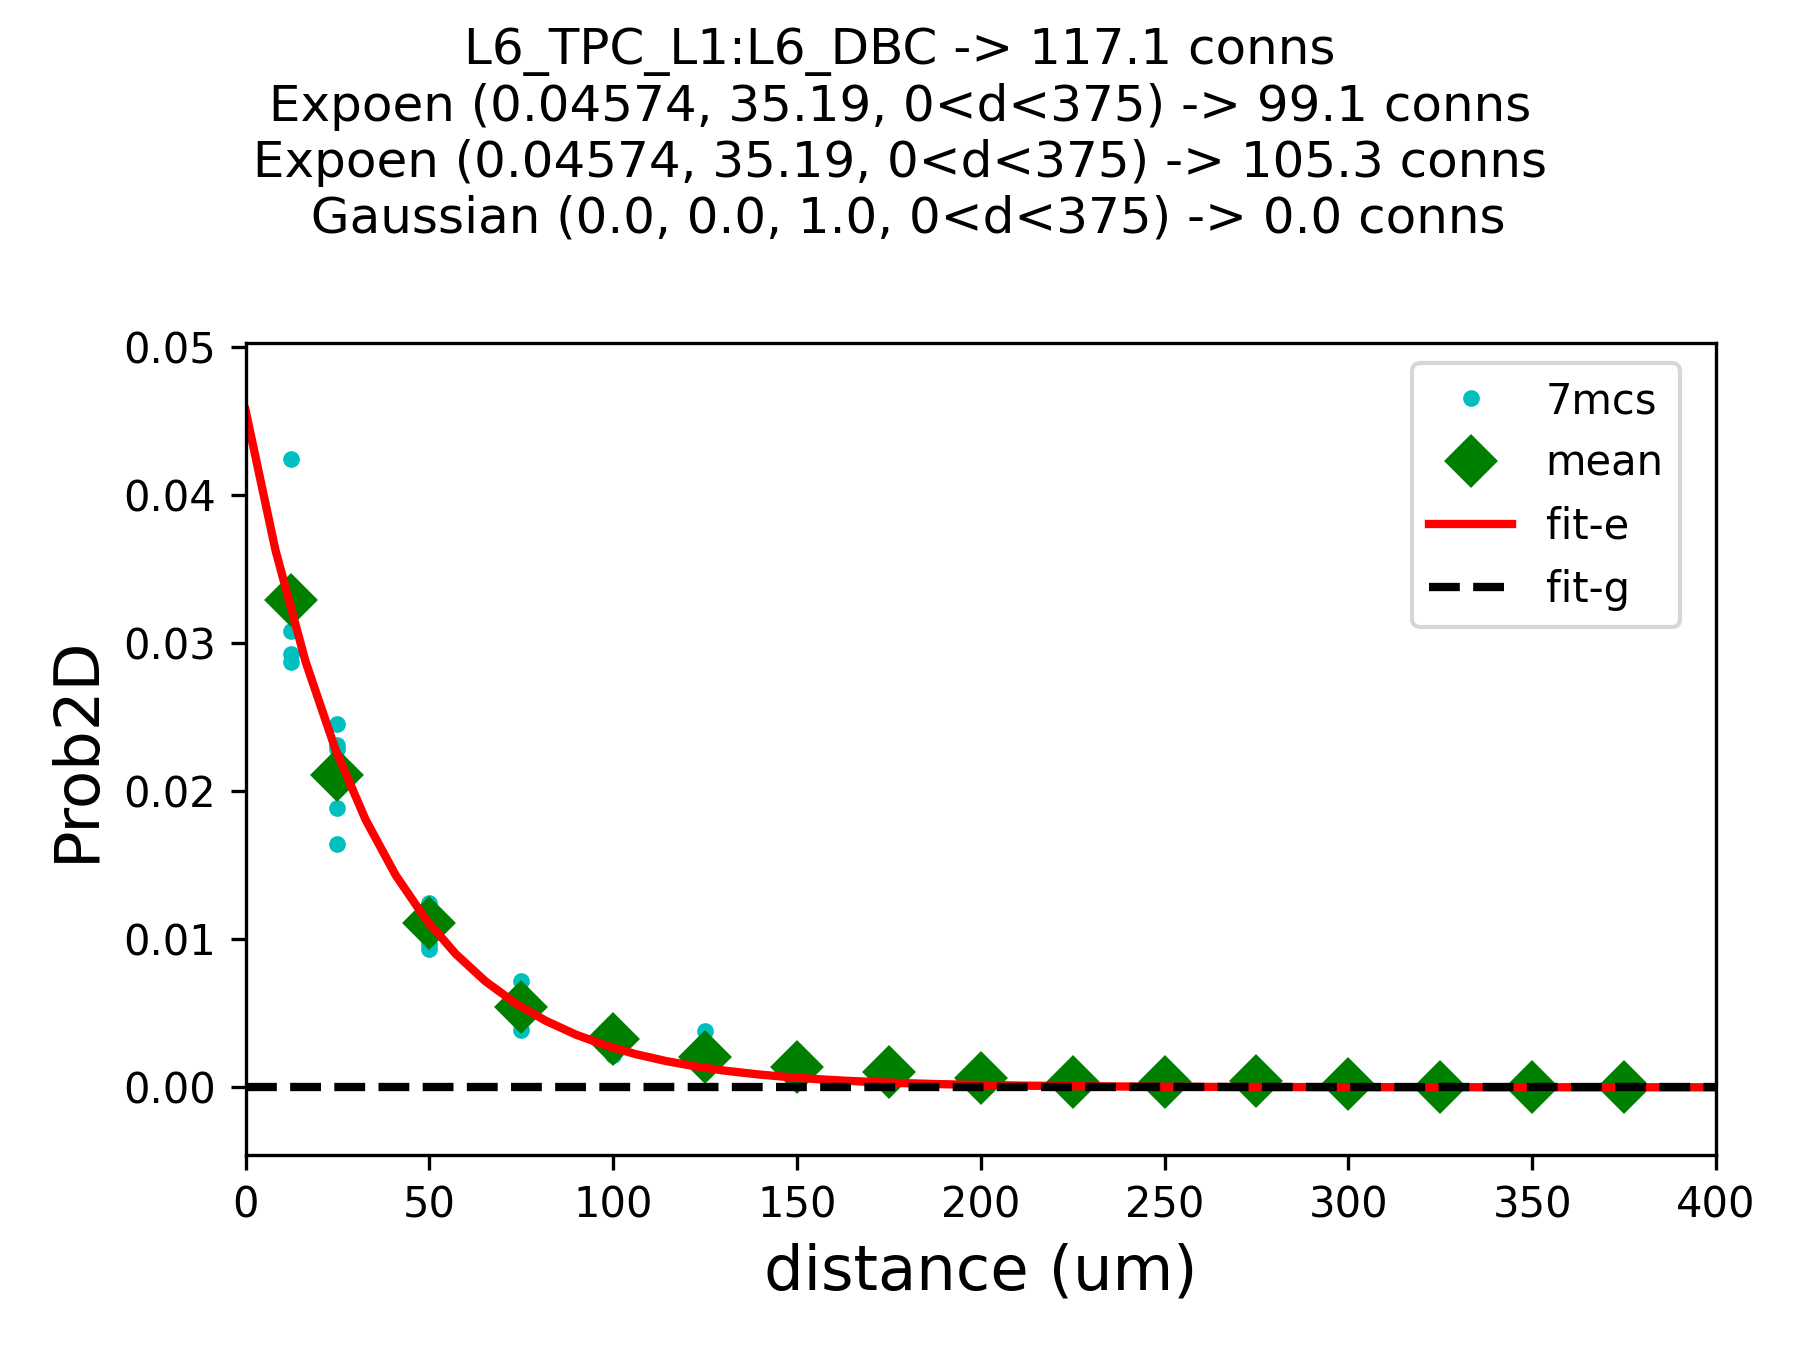 L6_TPC_L1:L6_DBC -> 117.1 conns
Expoen (0.04574, 35.19, 0<d<375) -> 99.1 conns
Expoen (0.04574, 35.19, 0<d<375) -> 105.3 conns
Gaussian (0.0, 0.0, 1.0, 0<d<375) -> 0.0 conns
0.05
0.04
0.03
0.02
0.01
0.00
Prob2D
7mcs
mean
fit-e
fit-g
0 50 100 150 200 250 300 350 400
distance (um)